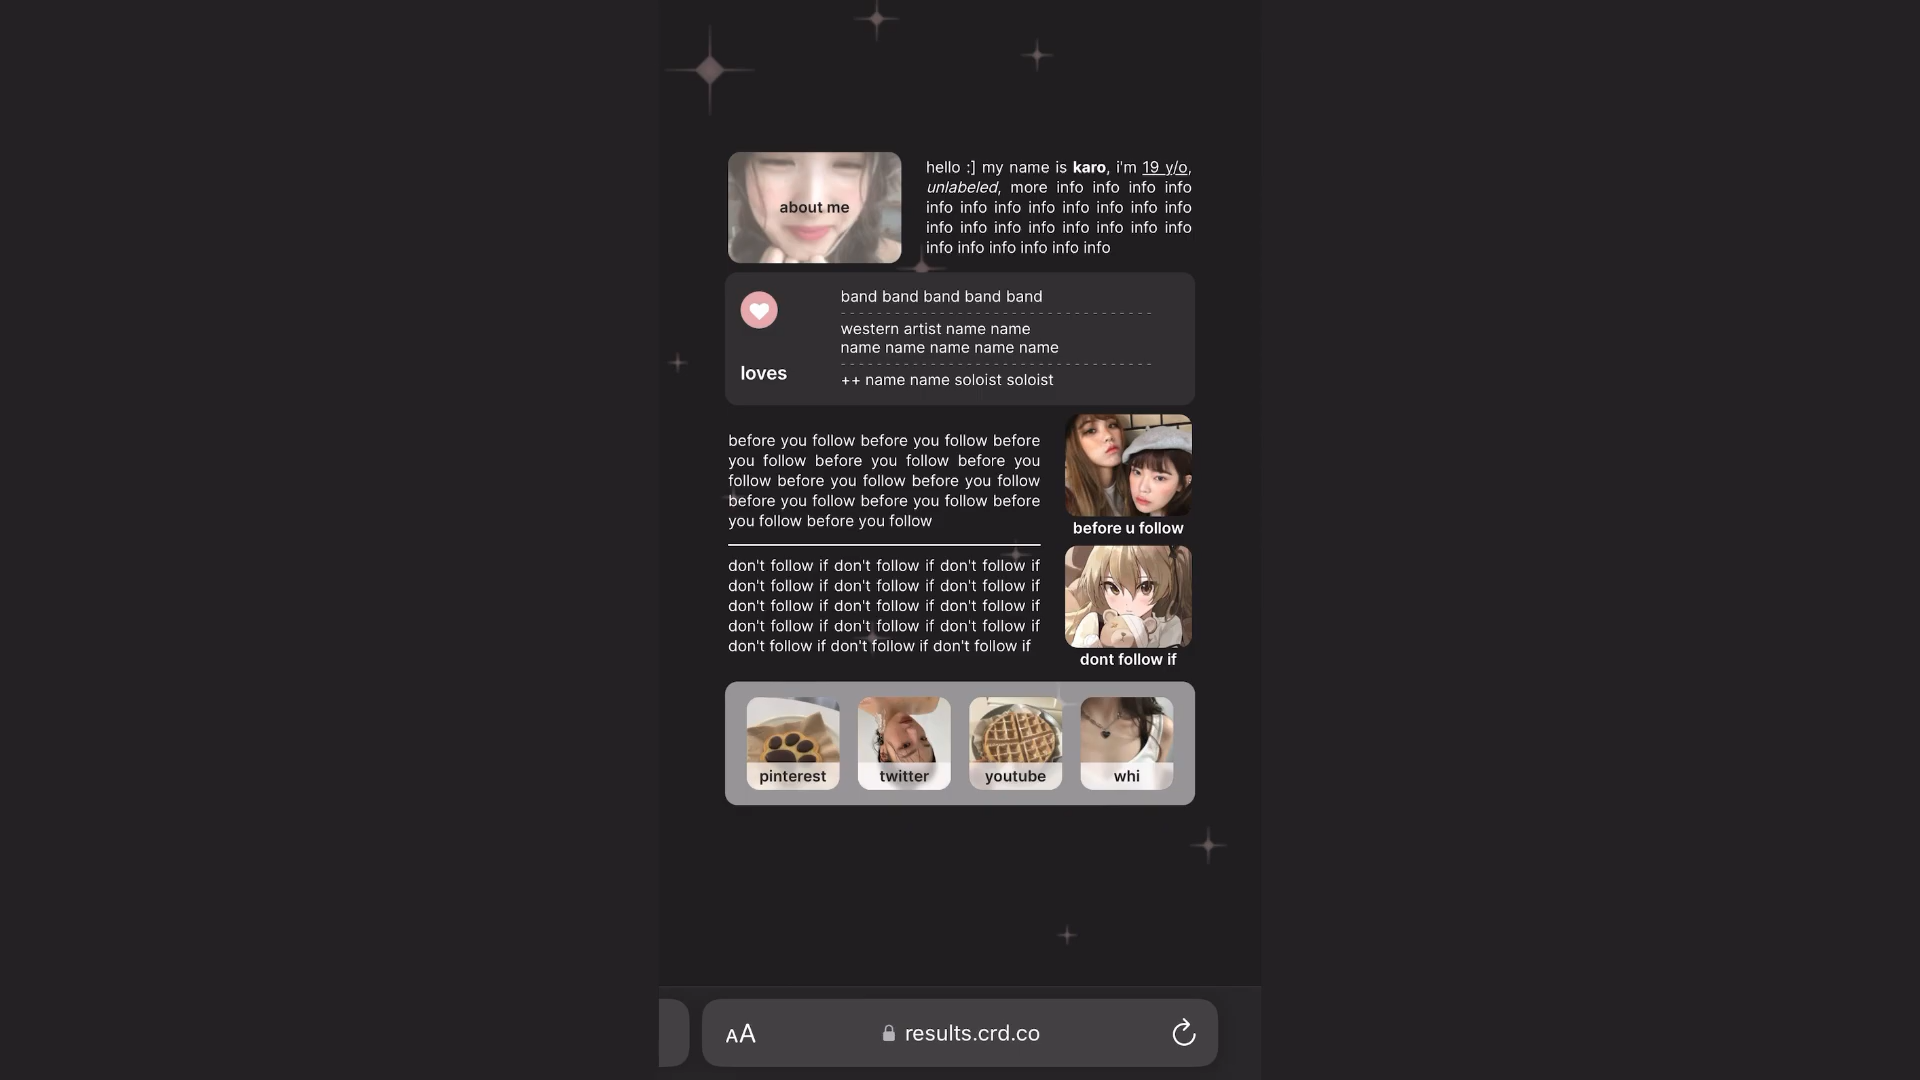 about me
hello :] my name is karo, i'm 19 y/o,
unlabeled, more info info info info
info info info info info info info info
info info info info info info info info
info info info info info info
loves
band band band band band
western artist name name
name name name name name
++ name name soloist soloist
before you follow before you follow before
you follow before you follow before you
follow before you follow before you follow
before you follow before you follow before
you follow before you follow
before u follow
don't follow if don't follow if don't follow if
don't follow if don't follow if don't follow if
don't follow if don't follow if don't follow if
don't follow if don't follow if don't follow if
don't follow if don't follow if don't follow if
dont follow if
pinterest
twitter
youtube
whi
AA
results.crd.co